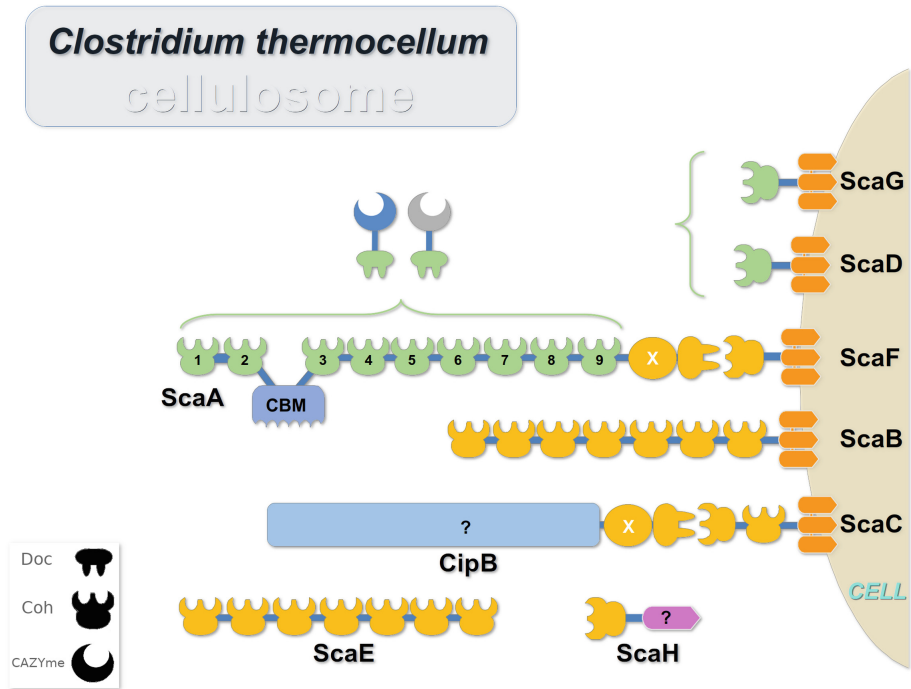 Clostridium thermocellum
cellulosome
ScaG
ScaD
1 2 3 4 5 6 7 8 9 X
ScaF
ScaA
CBM
ScaB
? X
ScaC
CipB
CELL
Doc
Coh
CAZYme
?
ScaE
ScaH